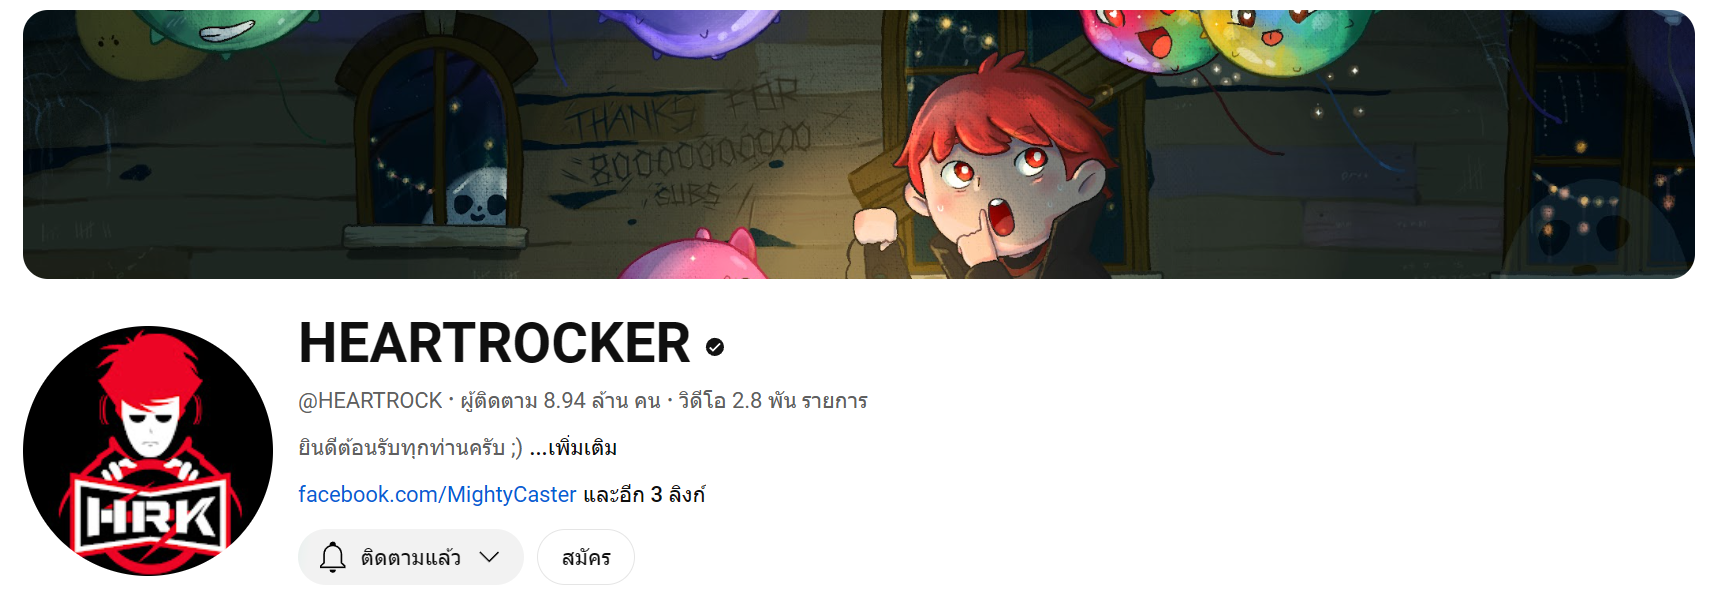 THANKS FOR
8000000000
SUBS
HRK
HEARTROCKER
@HEARTROCK · ผู้ติดตาม 8.94 ล้าน คน · วิดีโอ 2.8 พัน รายการ
ยินดีต้อนรับทุกท่านครับ ;) ...เพิ่มเติม
facebook.com/MightyCaster และอีก 3 ลิงก์
ติดตามแล้ว
สมัคร